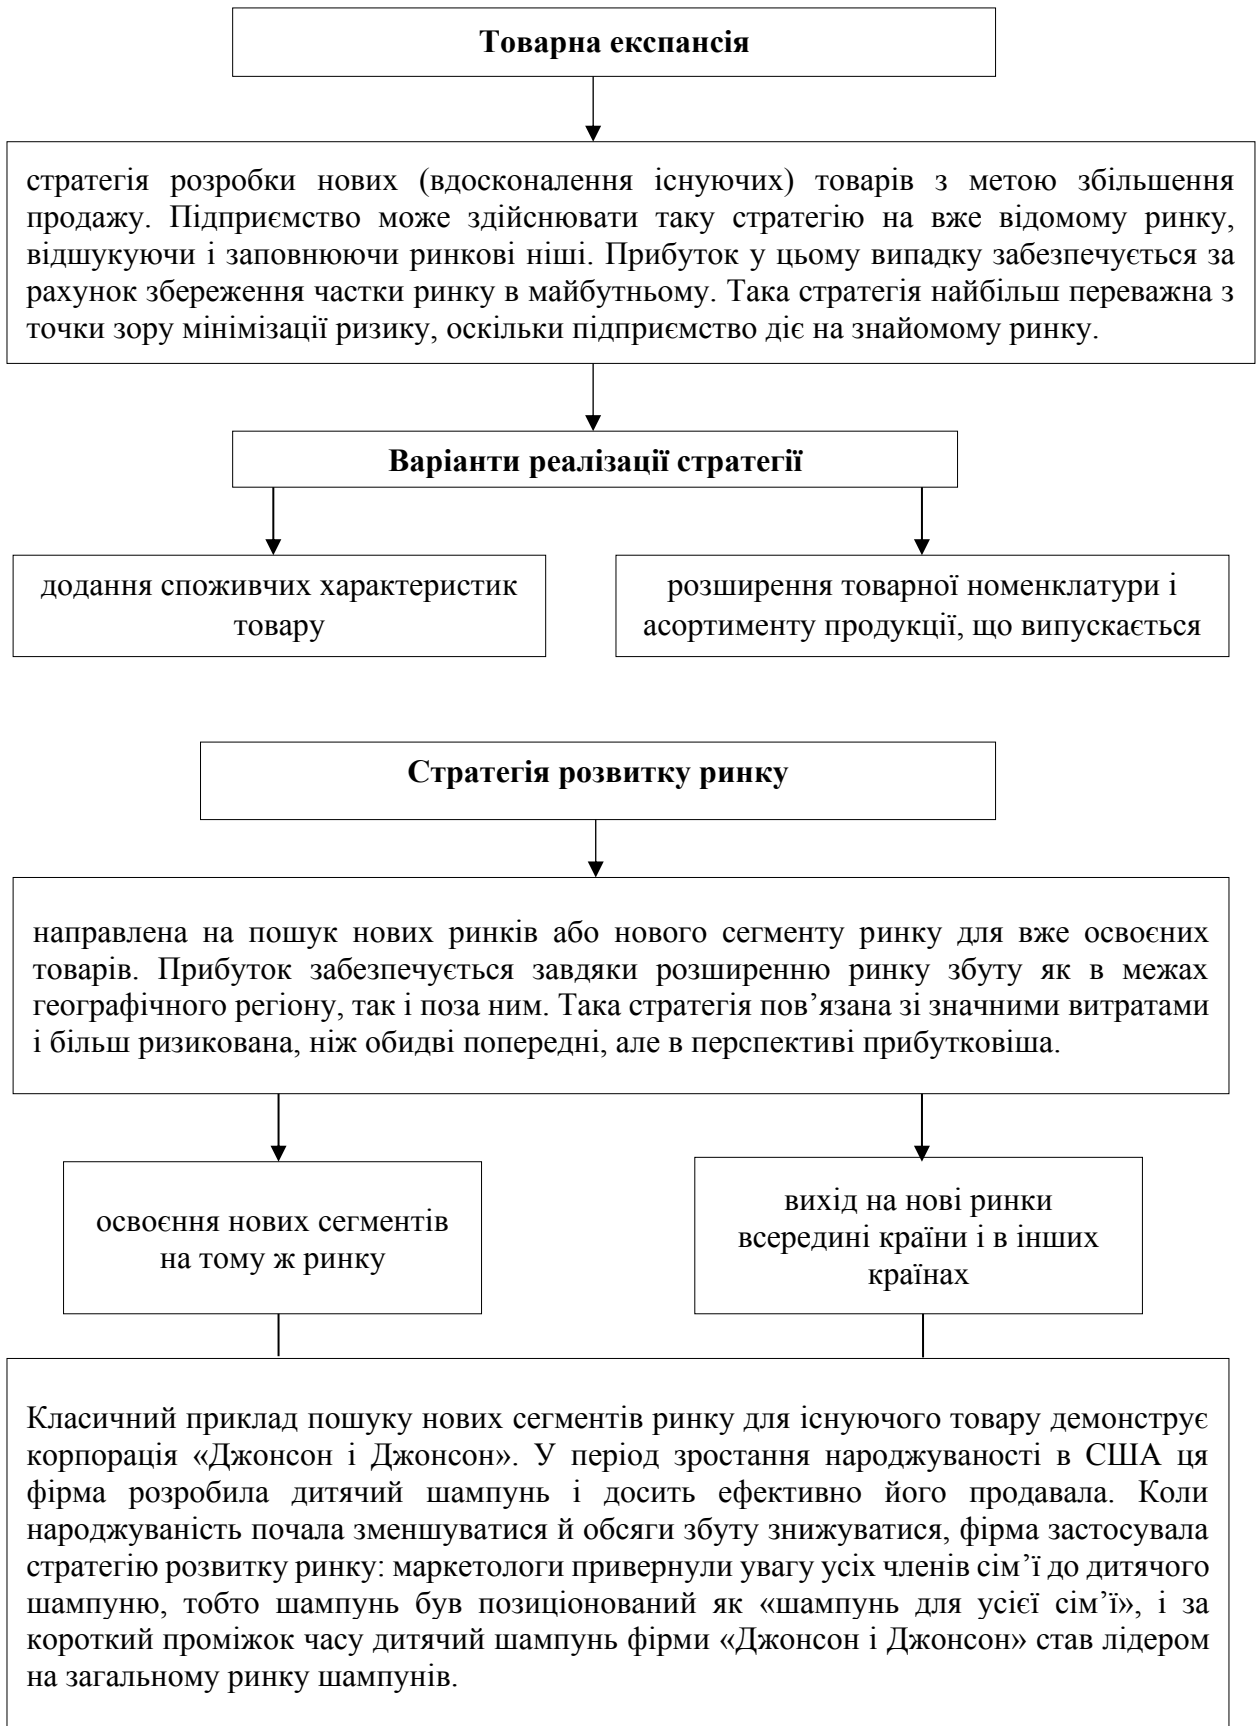 Товарна експансія
стратегія розробки нових (вдосконалення існуючих) товарів з метою збільшення
продажу. Підприємство може здійснювати таку стратегію на вже відомому ринку,
відшукуючи і заповнюючи ринкові ніші. Прибуток у цьому випадку забезпечується за
рахунок збереження частки ринку в майбутньому. Така стратегія найбільш переважна з
точки зору мінімізації ризику, оскільки підприємство діє на знайомому ринку.
Варіанти реалізації стратегії
додання споживчих характеристик
товару
розширення товарної номенклатури і
асортименту продукції, що випускається
Стратегія розвитку ринку
направлена на пошук нових ринків або нового сегменту ринку для вже освоєних
товарів. Прибуток забезпечується завдяки розширенню ринку збуту як в межах
географічного регіону, так і поза ним. Така стратегія пов’язана зі значними витратами
і більш ризикована, ніж обидві попередні, але в перспективі прибутковіша.
освоєння нових сегментів
на тому ж ринку
вихід на нові ринки
всередині країни і в інших
країнах
Класичний приклад пошуку нових сегментів ринку для існуючого товару демонструє
корпорація «Джонсон і Джонсон». У період зростання народжуваності в США ця
фірма розробила дитячий шампунь і досить ефективно його продавала. Коли
народжуваність почала зменшуватися й обсяги збуту знижуватися, фірма застосувала
стратегію розвитку ринку: маркетологи привернули увагу усіх членів сім’ї до дитячого
шампуню, тобто шампунь був позиціонований як «шампунь для усієї сім’ї», і за
короткий проміжок часу дитячий шампунь фірми «Джонсон і Джонсон» став лідером
на загальному ринку шампунів.